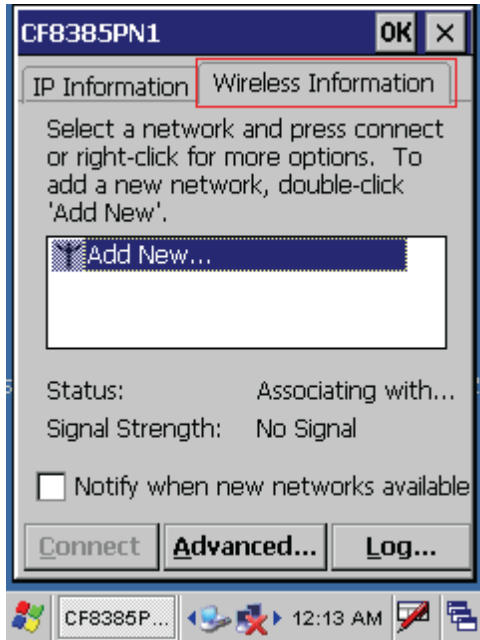 CF8385PN1 OK ×
IP Information Wireless Information
Select a network and press connect
or right-click for more options. To
add a new network, double-click
'Add New'.
Add New...
Status: Associating with...
Signal Strength: No Signal
Notify when new networks available
Connect Advanced... Log...
CF8385P... 12:13 AM